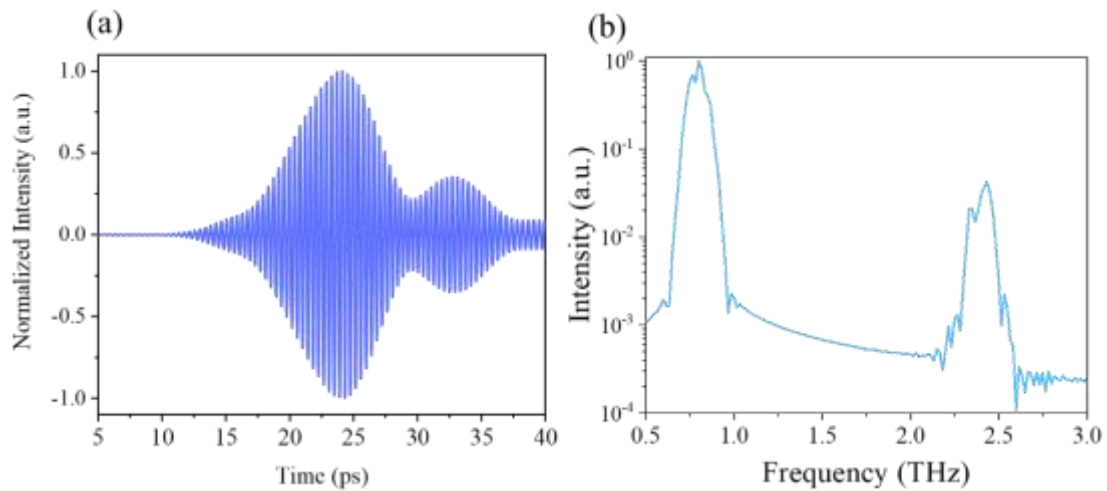 (a)
Normalized Intensity (a.u.)
1.0
0.5
0.0
-0.5
-1.0
5 10 15 20 25 30 35 40
Time (ps)
(b)
Intensity (a.u.)
10^0
10^-1
10^-2
10^-3
10^-4
0.5 1.0 1.5 2.0 2.5 3.0
Frequency (THz)